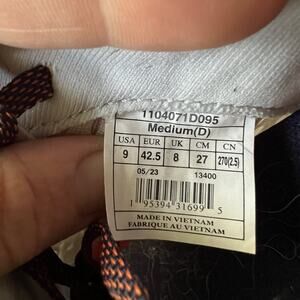 1104071D095
Medium(D)
USA EUR UK CM CN
9 42.5 8 27 270(2.5)
05/23 13400
1 95394 31699 5
MADE IN VIETNAM
FABRIQUE AU VIETNAM